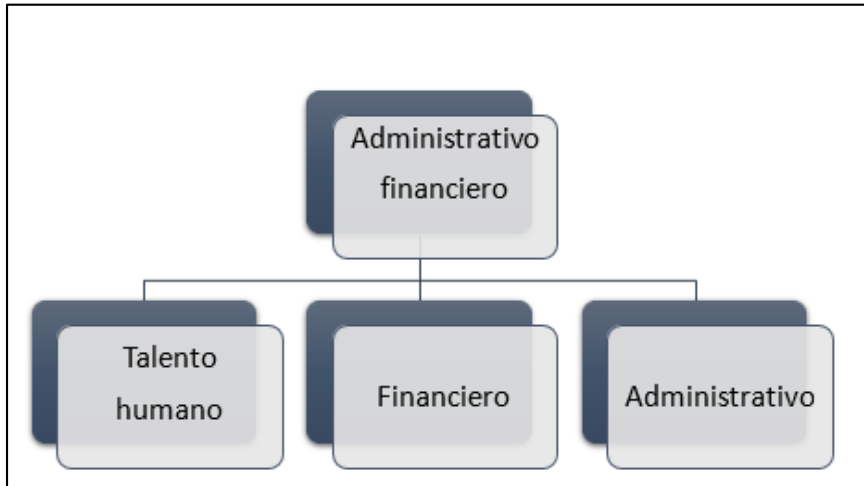 Administrativo
financiero
Talento
humano
Financiero
Administrativo